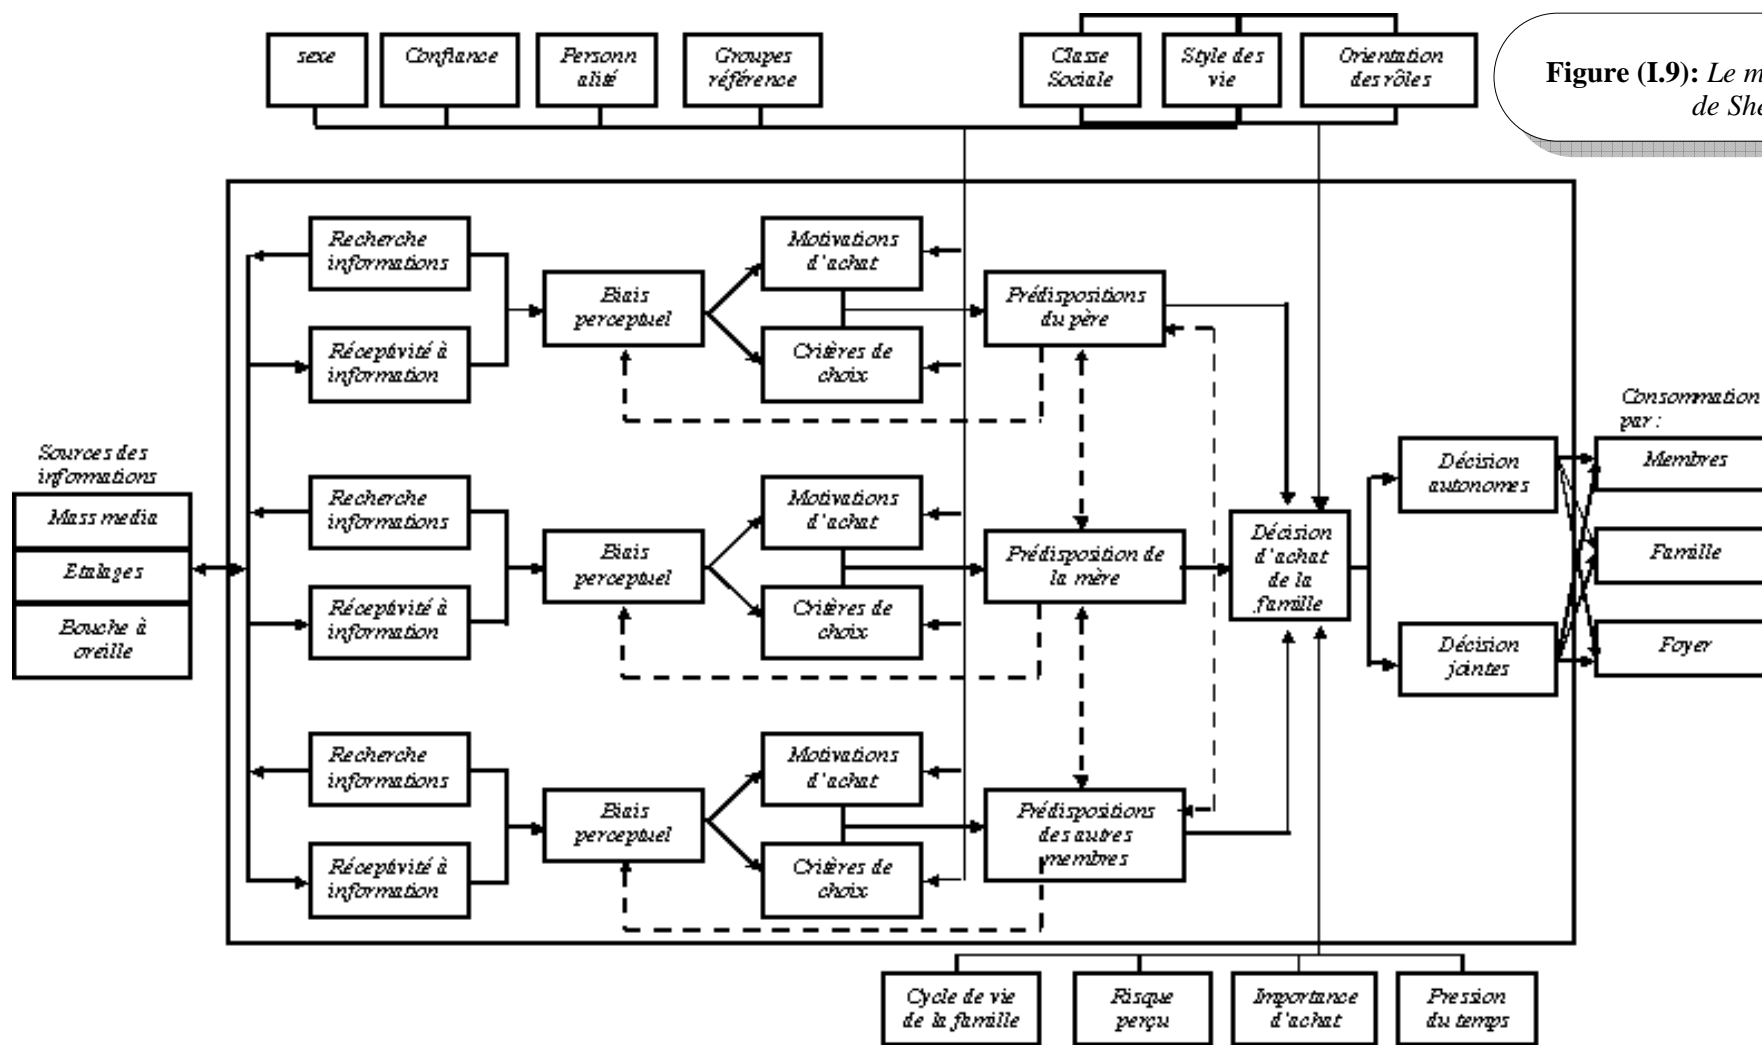 sexe
Confiance
Personn
alité
Groupes
référence
Classe
Sociale
Style des
vie
Orientation
des rôles
Figure (I.9): Le m
de She
Recherche
informations
Réceptivité à
information
Biais
perceptuel
Motivations
d'achat
Critères de
choix
Prédispositions
du père
Sources des
informations
Mass media
Etalages
Bouche à
oreille
Recherche
informations
Réceptivité à
information
Biais
perceptuel
Motivations
d'achat
Critères de
choix
Prédisposition de
la mère
Décision
d'achat
de la
famille
Décision
autonomes
Décision
jointes
Consommation
par :
Membres
Famille
Foyer
Recherche
informations
Réceptivité à
information
Biais
perceptuel
Motivations
d'achat
Critères de
choix
Prédispositions
des autres
membres
Cycle de vie
de la famille
Risque
perçu
Importance
d'achat
Pression
du temps